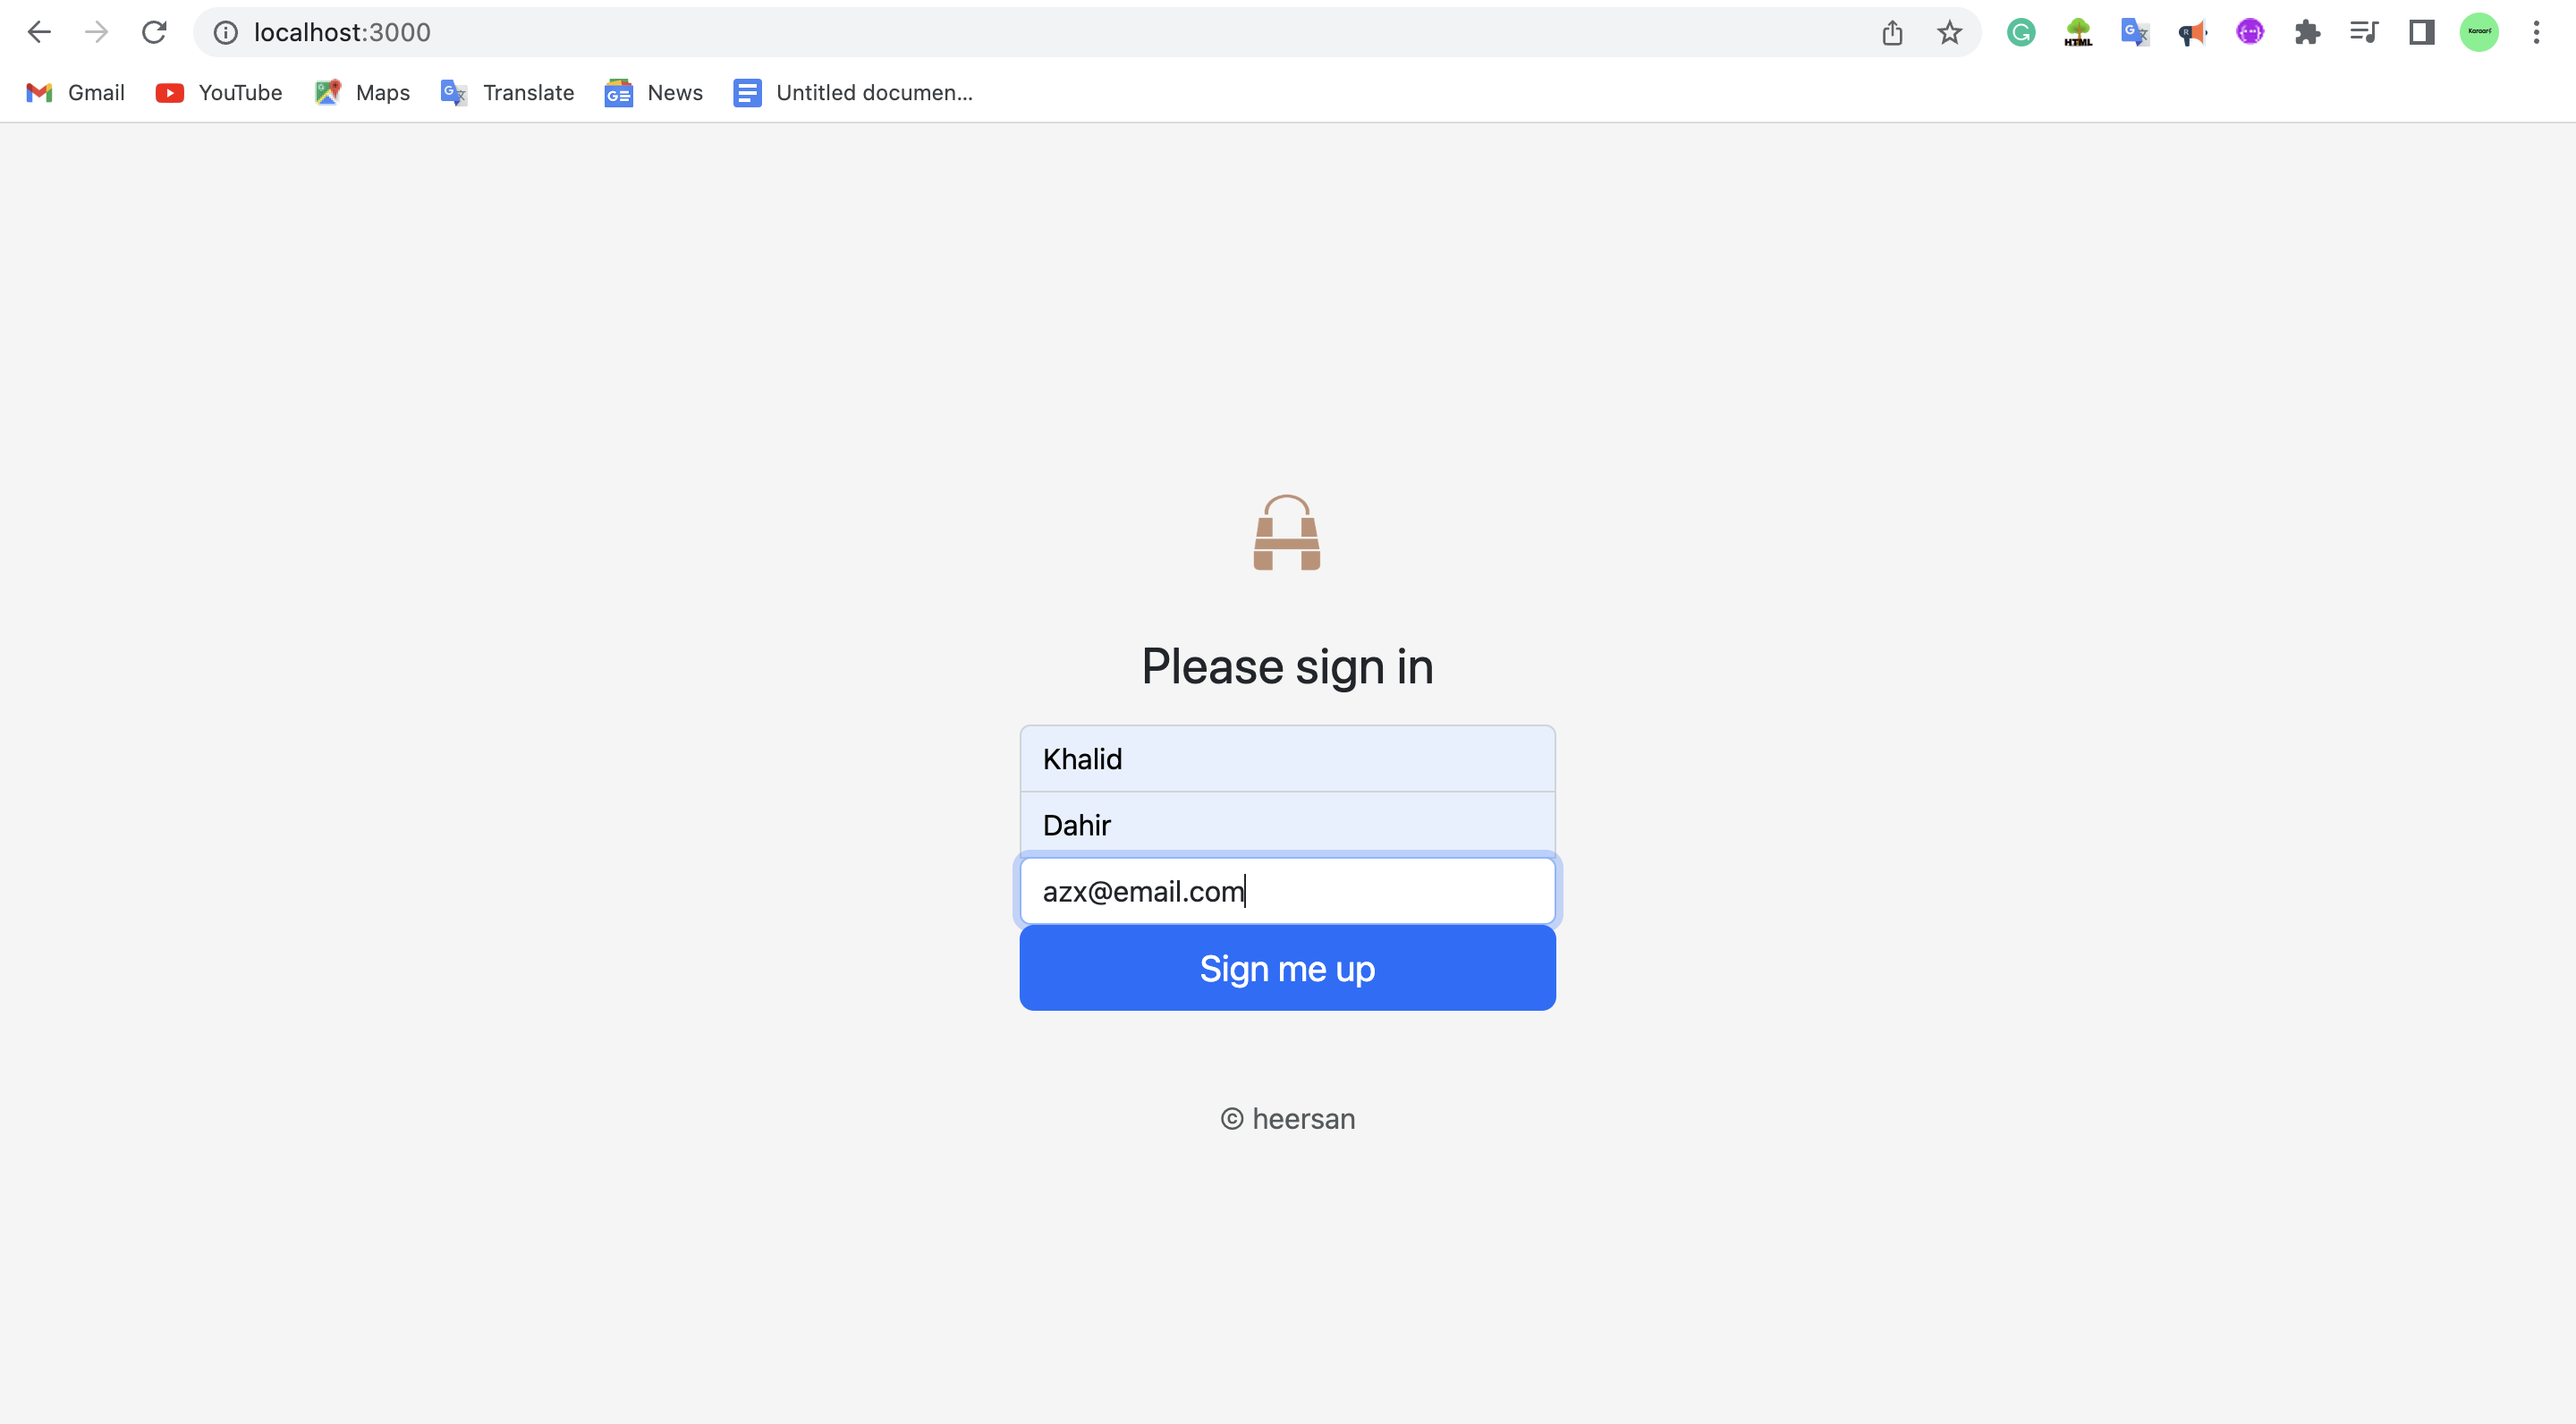 localhost:3000
Gmail YouTube Maps Translate News Untitled documen...
Please sign in
Khalid
Dahir
azx@email.com
Sign me up
© heersan